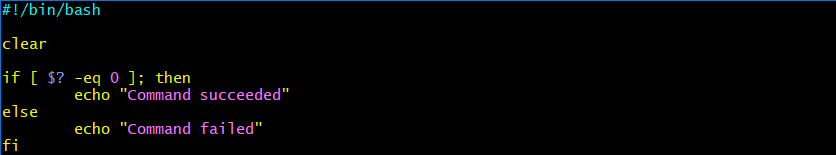 #!/bin/bash
clear
if [ $? -eq 0 ]; then
echo "Command succeeded"
else
echo "Command failed"
fi